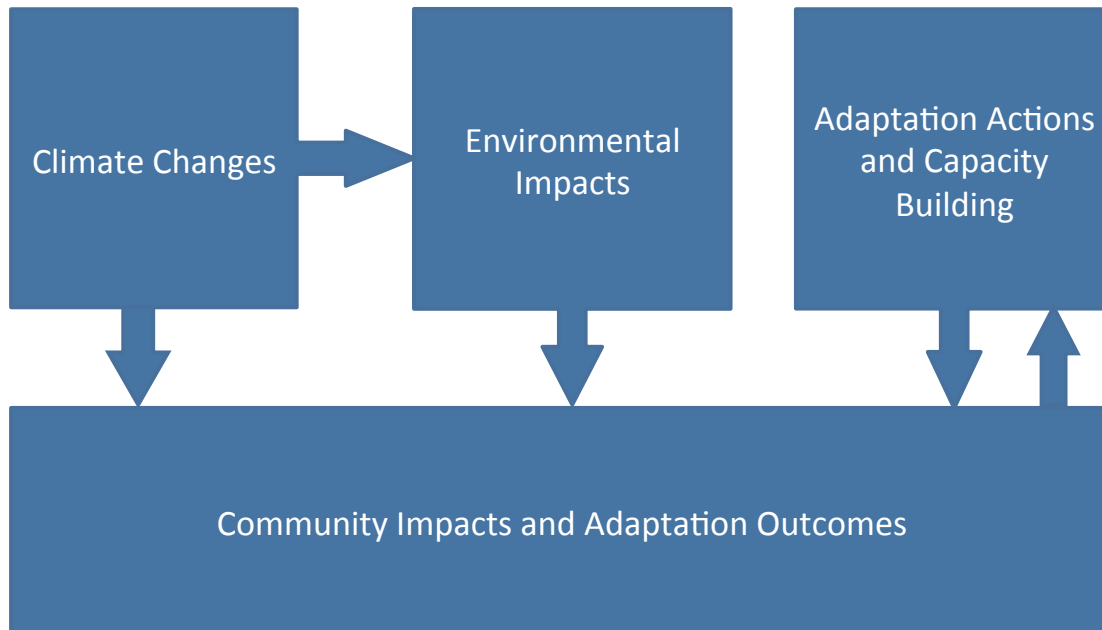 Climate Changes
Environmental
Impacts
Adaptation Actions
and Capacity
Building
Community Impacts and Adaptation Outcomes